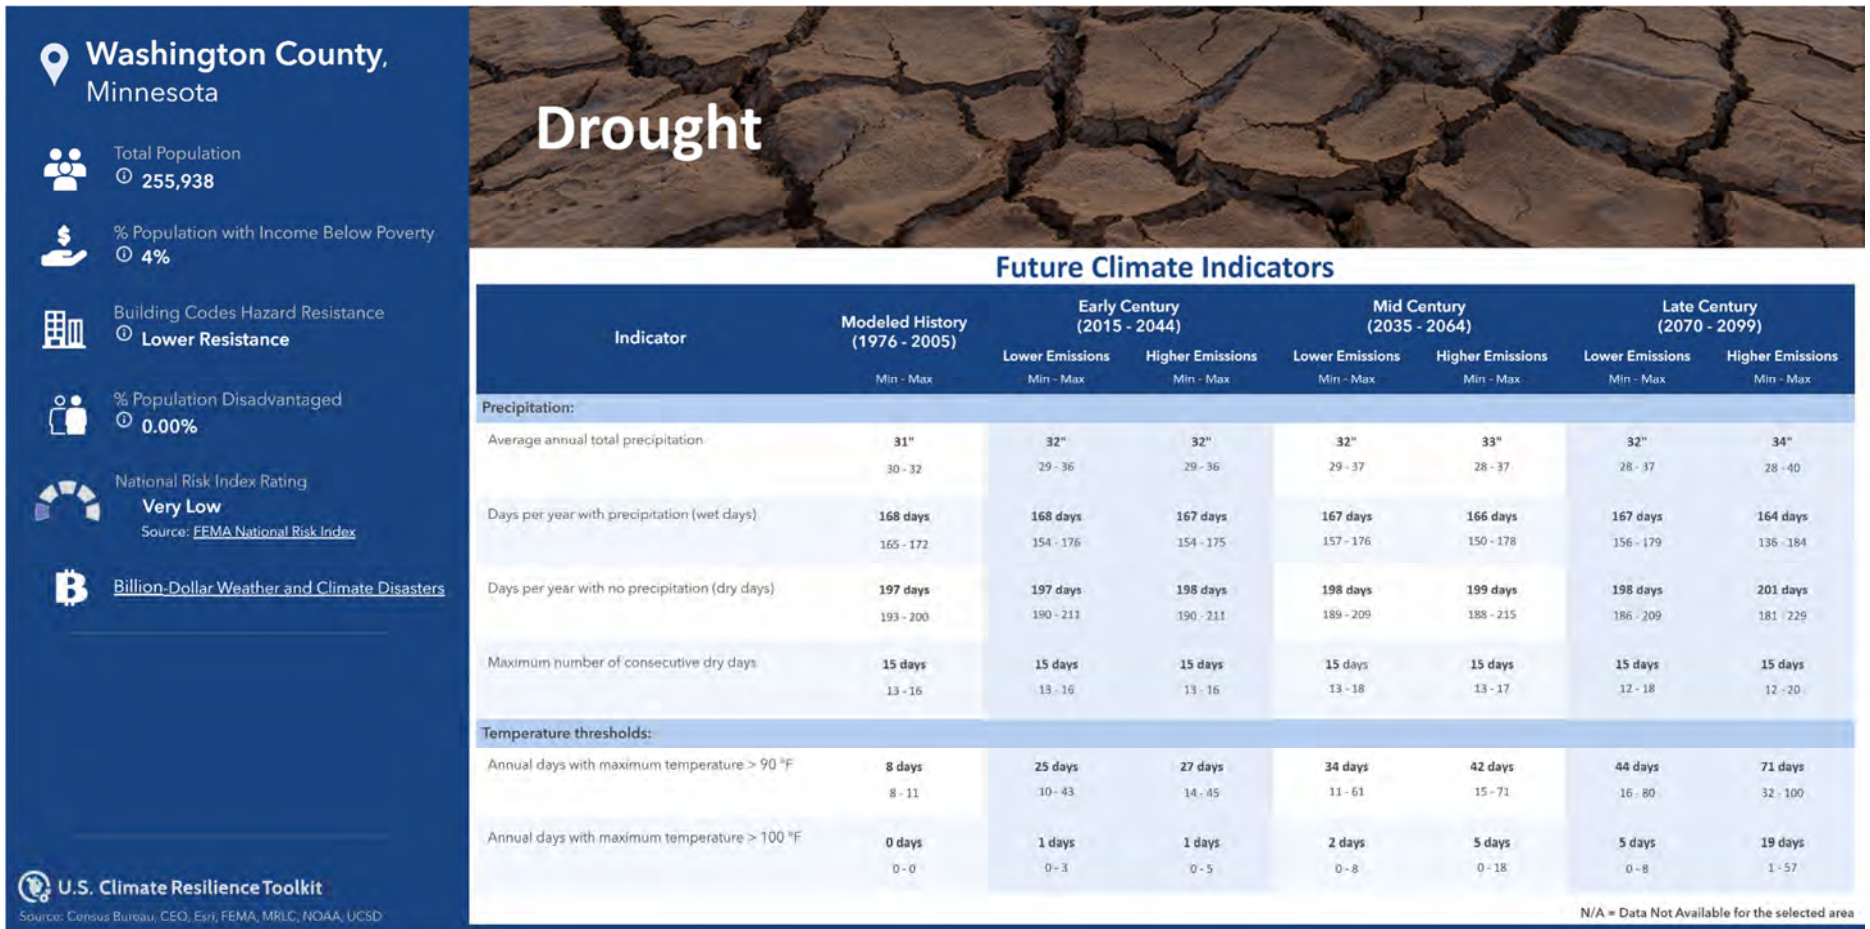 Washington County,
Minnesota
Total Population
255,938
% Population with Income Below Poverty
4%
Building Codes Hazard Resistance
Lower Resistance
% Population Disadvantaged
0.00%
National Risk Index Rating
Very Low
Source: FEMA National Risk Index
Billion-Dollar Weather and Climate Disasters
U.S. Climate Resilience Toolkit
Source: Census Bureau, CEQ, Esri, FEMA, MRLC, NOAA, UCSD
Drought
Future Climate Indicators
Indicator
Modeled History
(1976 - 2005)
Early Century
(2015 - 2044)
Mid Century
(2035 - 2064)
Late Century
(2070 - 2099)
Lower Emissions Higher Emissions Lower Emissions Higher Emissions Lower Emissions Higher Emissions
Min - Max Min - Max Min - Max Min - Max Min - Max Min - Max Min - Max
Precipitation:
Average annual total precipitation 31" 32" 32" 32" 33" 32" 34"
30 - 32 29 - 36 29 - 36 29 - 37 28 - 37 28 - 37 28 - 40
Days per year with precipitation (wet days) 168 days 168 days 167 days 167 days 166 days 167 days 164 days
165 - 172 154 - 176 154 - 175 157 - 176 150 - 178 156 - 179 136 - 184
Days per year with no precipitation (dry days) 197 days 197 days 198 days 198 days 199 days 198 days 201 days
193 - 200 190 - 211 190 - 211 189 - 209 188 - 215 186 - 209 181 - 229
Maximum number of consecutive dry days 15 days 15 days 15 days 15 days 15 days 15 days 15 days
13 - 16 13 - 16 13 - 16 13 - 18 13 - 17 12 - 18 12 - 20
Temperature thresholds:
Annual days with maximum temperature > 90 °F 8 days 25 days 27 days 34 days 42 days 44 days 71 days
8 - 11 10 - 43 14 - 45 11 - 61 15 - 71 16 - 80 32 - 100
Annual days with maximum temperature > 100 °F 0 days 1 days 1 days 2 days 5 days 5 days 19 days
0 - 0 0 - 3 0 - 5 0 - 8 0 - 18 0 - 8 1 - 57
N/A = Data Not Available for the selected area